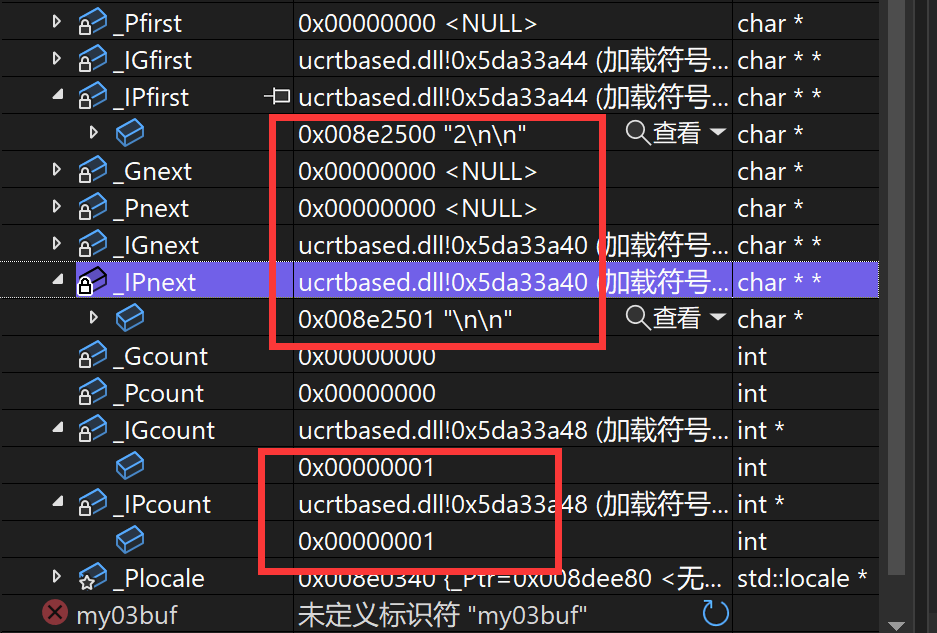 _Pfirst 0x00000000 <NULL> char *
_IGfirst ucrtbased.dll!0x5da33a44 (加载符号... char * *
_IPfirst ucrtbased.dll!0x5da33a44 (加载符号... char * *
0x008e2500 "2\n\n" 查看 char *
_Gnext 0x00000000 <NULL> char *
_Pnext 0x00000000 <NULL> char *
_IGnext ucrtbased.dll!0x5da33a40 (加载符号... char * *
_IPnext ucrtbased.dll!0x5da33a40 (加载符号... char * *
0x008e2501 "\n\n" 查看 char *
_Gcount 0x00000000 int
_Pcount 0x00000000 int
_IGcount ucrtbased.dll!0x5da33a48 (加载符号... int *
0x00000001 int
_IPcount ucrtbased.dll!0x5da33a48 (加载符号... int *
0x00000001 int
_Plocale 0x008e0340 {_Ptr=0x008dee80 <无... std::locale *
my03buf 未定义标识符 "my03buf"